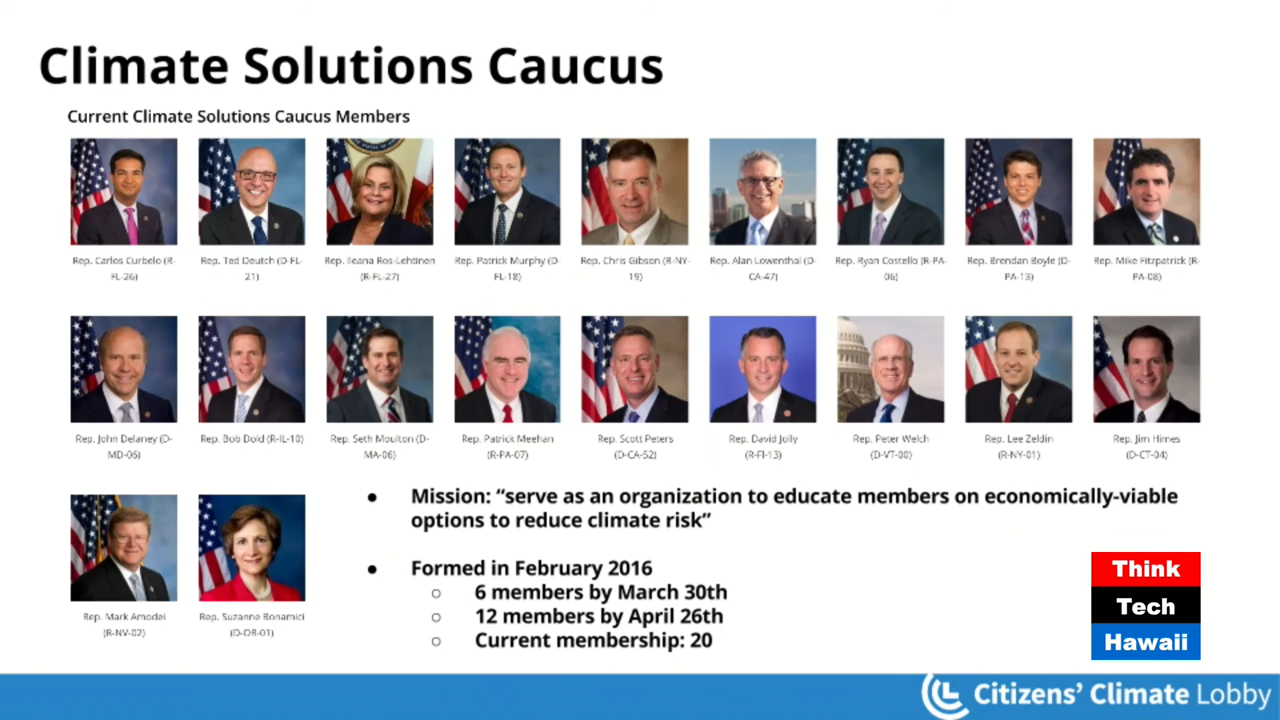 Climate Solutions Caucus
Current Climate Solutions Caucus Members
Rep. Carlos Curbelo (R-
FL-26)
Rep. Ted Deutch (D-FL-
21)
Rep. Ileana Ros-Lehtinen
(R-FL-27)
Rep. Patrick Murphy (D-
FL-18)
Rep. Chris Gibson (R-NY-
19)
Rep. Alan Lowenthal (D-
CA-47)
Rep. Ryan Costello (R-PA-
06)
Rep. Brendan Boyle (D-
PA-13)
Rep. Mike Fitzpatrick (R-
PA-08)
Rep. John Delaney (D-
MD-06)
Rep. Bob Dold (R-IL-10)
Rep. Seth Moulton (D-
MA-06)
Rep. Patrick Meehan
(R-PA-07)
Rep. Scott Peters
(D-CA-52)
Rep. David Jolly
(R-Fl-13)
Rep. Peter Welch
(D-VT-00)
Rep. Lee Zeldin
(R-NY-01)
Rep. Jim Himes
(D-CT-04)
Rep. Mark Amodei
(R-NV-02)
Rep. Suzanne Bonamici
(D-OR-01)
● Mission: “serve as an organization to educate members on economically-viable
options to reduce climate risk”
● Formed in February 2016
○ 6 members by March 30th
○ 12 members by April 26th
○ Current membership: 20
Think
Tech
Hawaii
Citizens’ Climate Lobby